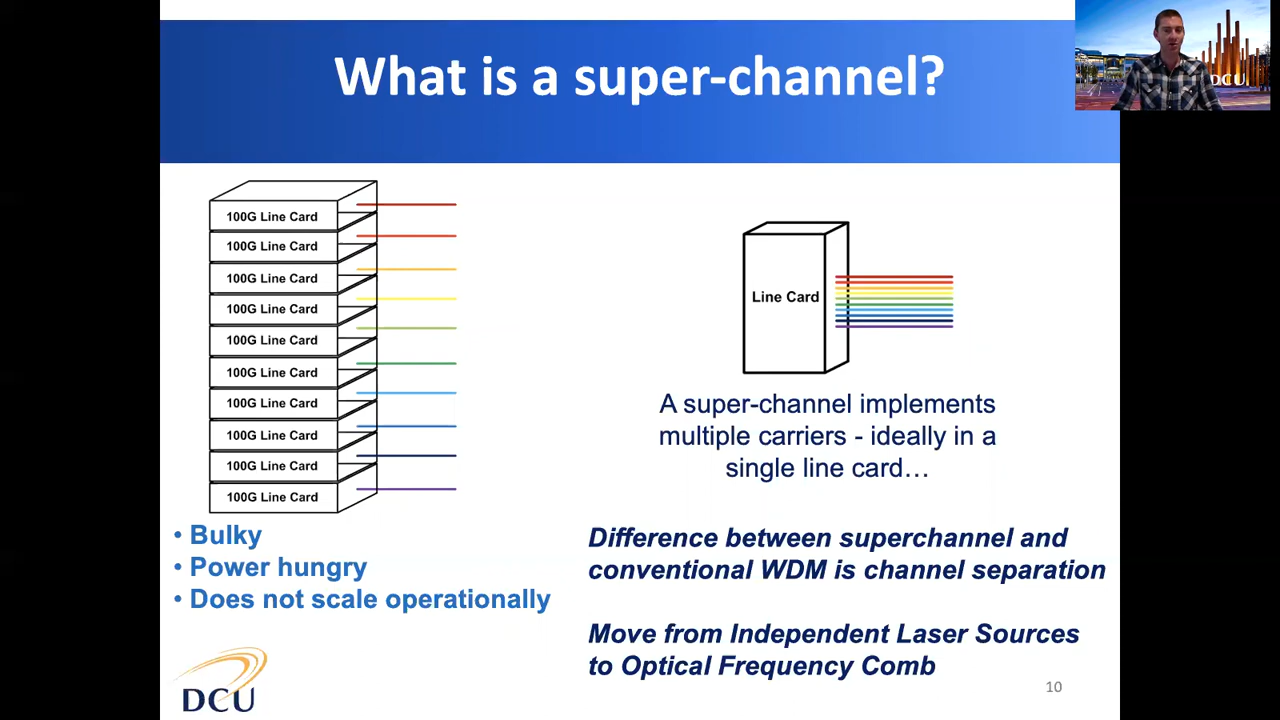 What is a super-channel?
DCU
100G Line Card
100G Line Card
100G Line Card
100G Line Card
100G Line Card
100G Line Card
100G Line Card
100G Line Card
100G Line Card
100G Line Card
• Bulky
• Power hungry
• Does not scale operationally
Line Card
A super-channel implements
multiple carriers - ideally in a
single line card…
Difference between superchannel and
conventional WDM is channel separation
Move from Independent Laser Sources
to Optical Frequency Comb
DCU
10